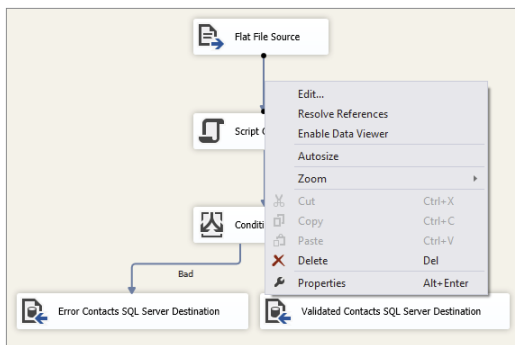 Flat File Source
Edit...
Resolve References
Enable Data Viewer
Script
Autosize
Zoom
Cut Ctrl+X
Copy Ctrl+C
Paste Ctrl+V
Delete Del
Properties Alt+Enter
Bad
Error Contacts SQL Server Destination
Validated Contacts SQL Server Destination